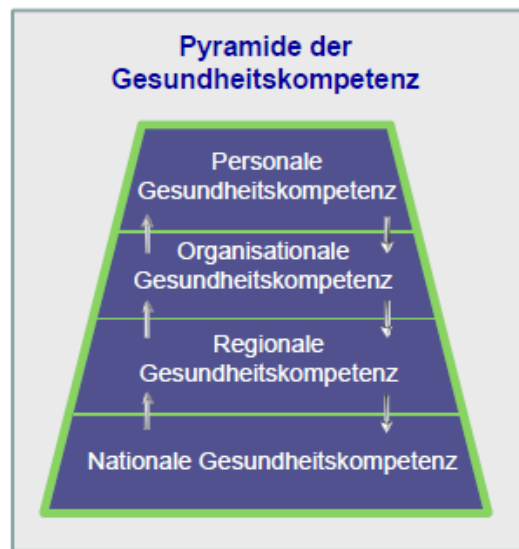 Pyramide der
Gesundheitskompetenz
Personale
Gesundheitskompetenz
Organisationale
Gesundheitskompetenz
Regionale
Gesundheitskompetenz
Nationale Gesundheitskompetenz